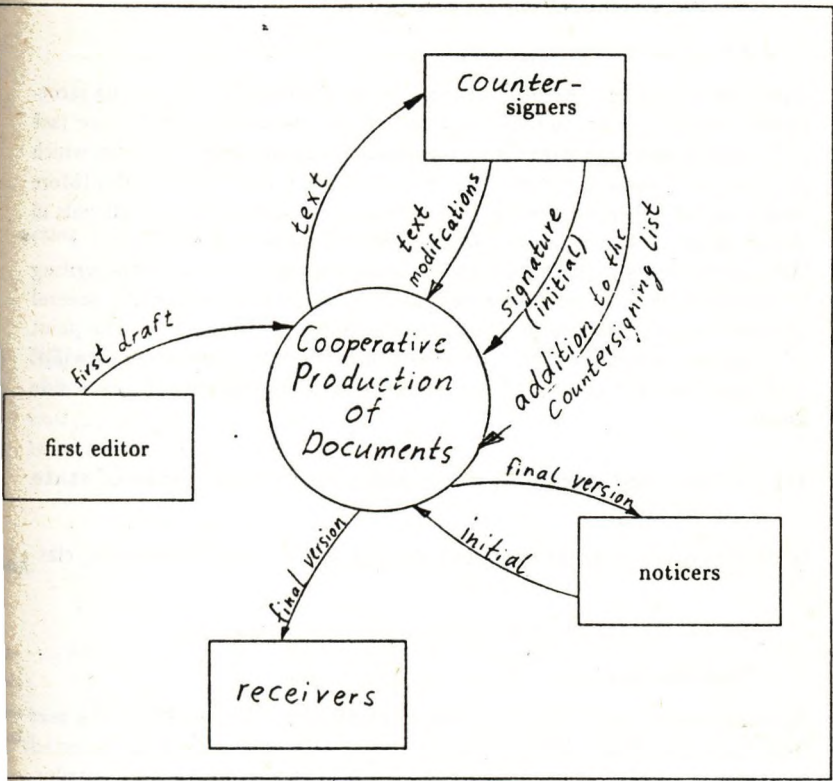 Counter-
signers
text
text
modifcations
signature
(initial)
addition to the
Countersigning list
first draft
Cooperative
Production
of
Documents
first editor
final version
initial
noticers
final version
receivers